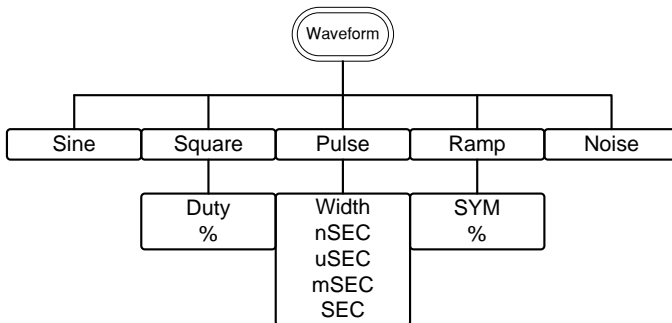 Waveform
Sine Square Pulse Ramp Noise
Duty
%
Width
nSEC
uSEC
mSEC
SEC
SYM
%